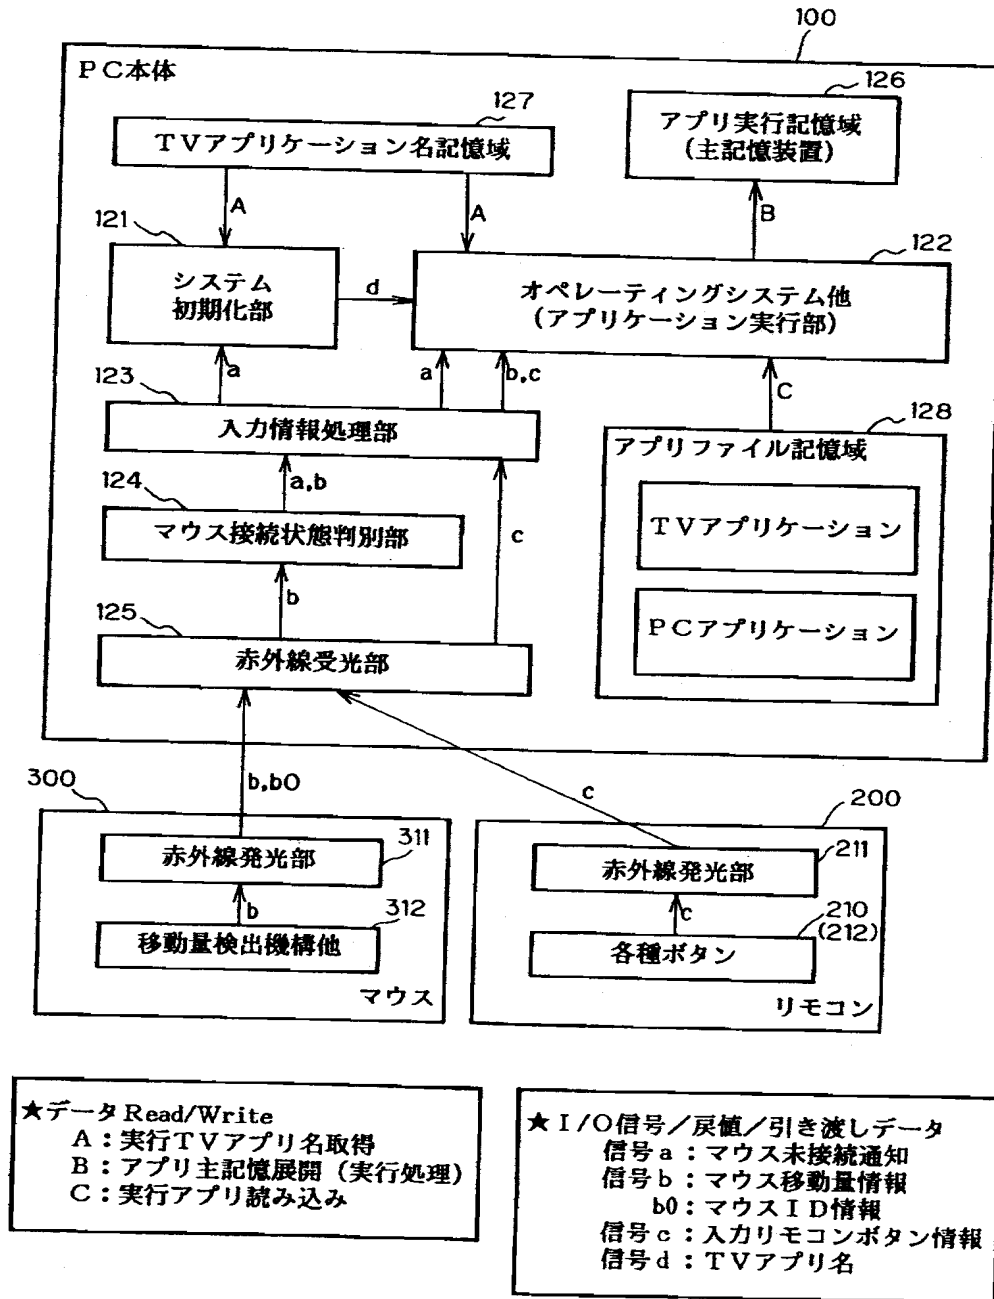 100
PC本体
126
127
アプリ実行記憶域
(主記憶装置)
TVアプリケーション名記憶域
A
A
B
121
122
システム
初期化部
d
オペレーティングシステム他
(アプリケーション実行部)
a
a
b,c
C
123
128
入力情報処理部
アプリファイル記憶域
a,b
124
TVアプリケーション
マウス接続状態判別部
c
b
125
PCアプリケーション
赤外線受光部
b,b0
c
300
200
赤外線発光部
311
赤外線発光部
211
b
312
c
210
(212)
移動量検出機構他
各種ボタン
マウス
リモコン
★データRead/Write
A：実行TVアプリ名取得
B：アプリ主記憶展開（実行処理）
C：実行アプリ読み込み
★I/O信号／戻値／引き渡しデータ
信号a：マウス未接続通知
信号b：マウス移動量情報
b0：マウスID情報
信号c：入力リモコンボタン情報
信号d：TVアプリ名